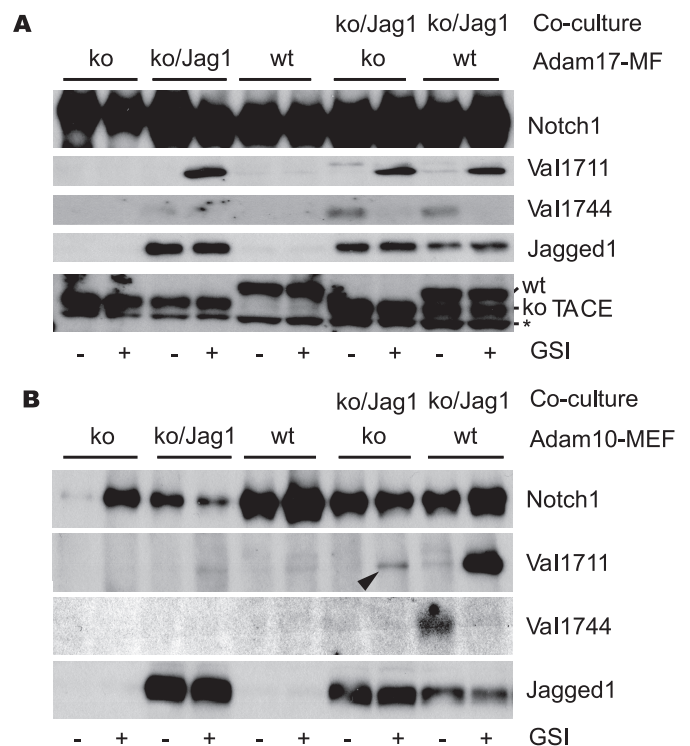 A
ko/Jag1 ko/Jag1 Co-culture
ko ko/Jag1 wt ko wt Adam17-MF
Notch1
Val1711
Val1744
Jagged1
wt
ko TACE
*
- + - + - + - + - + GSI
B
ko/Jag1 ko/Jag1 Co-culture
ko ko/Jag1 wt ko wt Adam10-MEF
Notch1
Val1711
Val1744
Jagged1
- + - + - + - + - + GSI